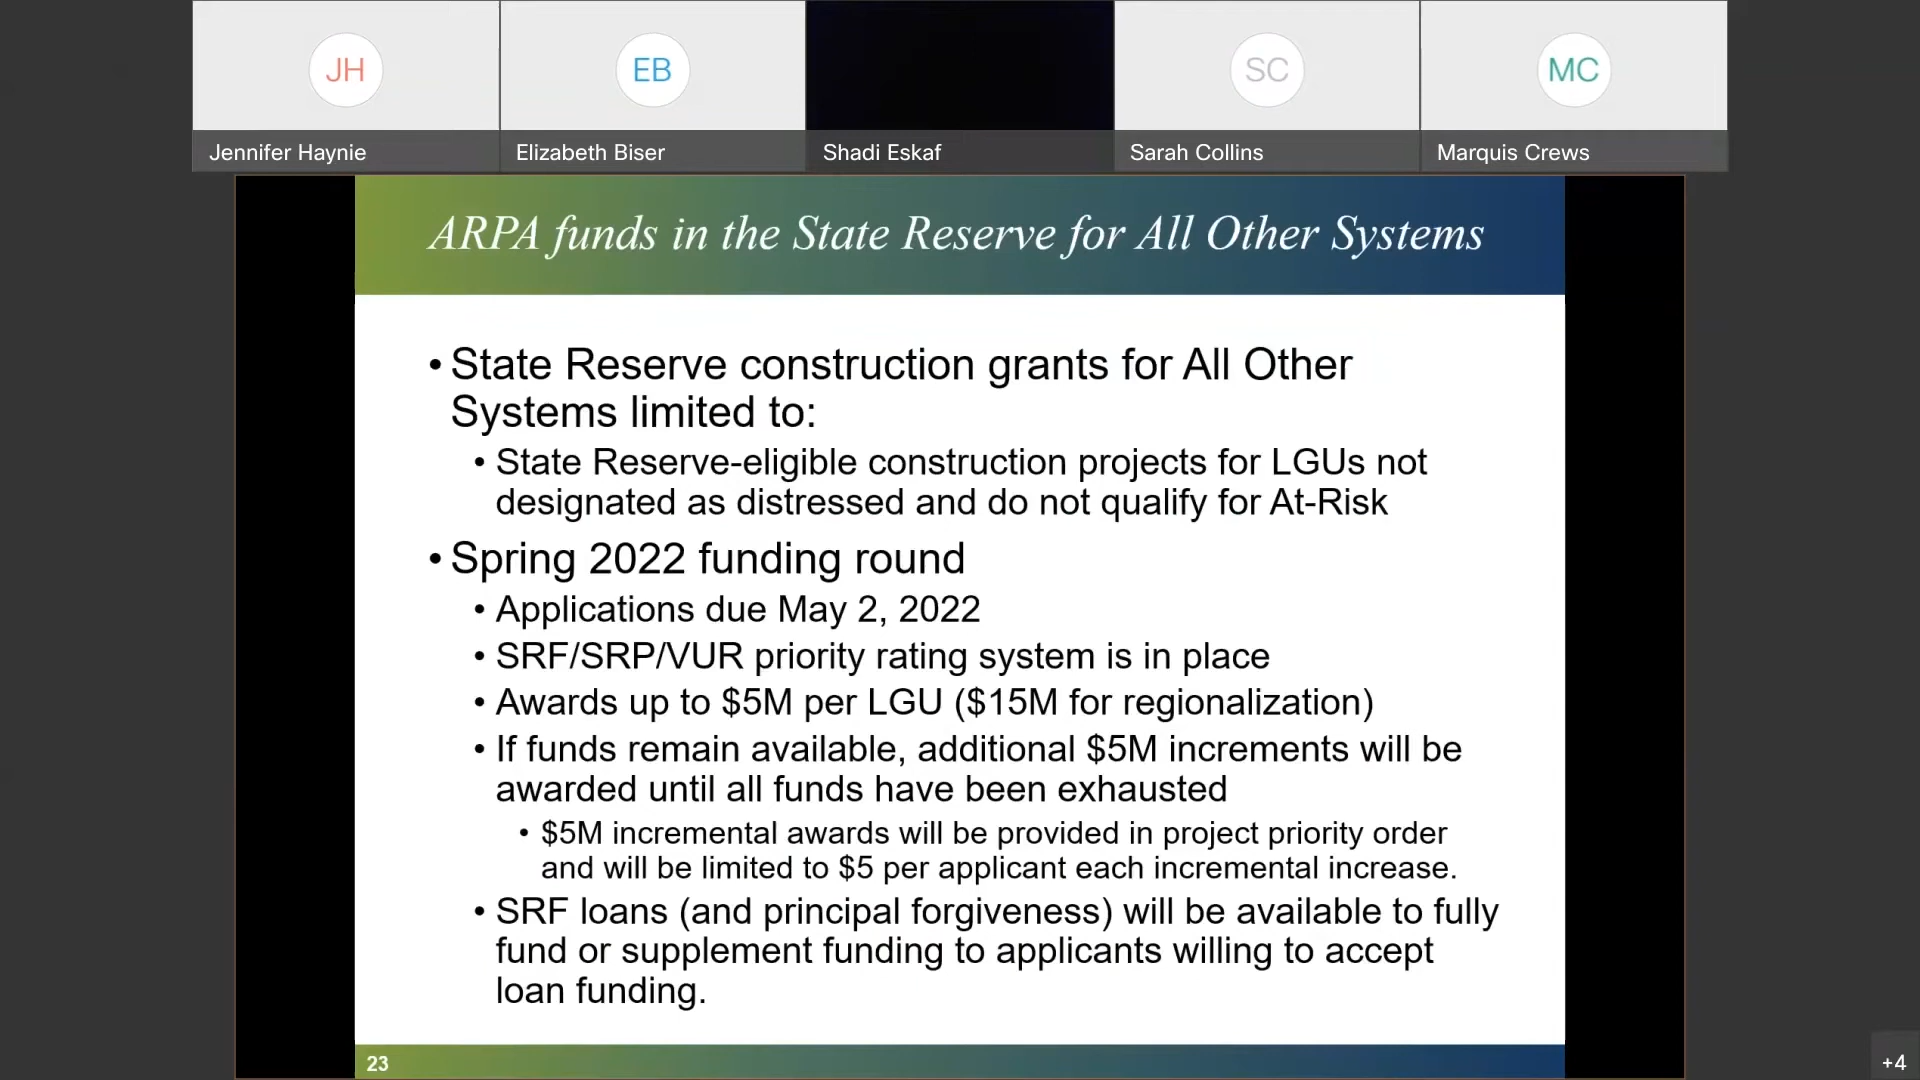 JH
EB
SC
MC
Jennifer Haynie
Elizabeth Biser
Shadi Eskaf
Sarah Collins
Marquis Crews
ARPA funds in the State Reserve for All Other Systems
• State Reserve construction grants for All Other
Systems limited to:
• State Reserve-eligible construction projects for LGUs not
designated as distressed and do not qualify for At-Risk
• Spring 2022 funding round
• Applications due May 2, 2022
• SRF/SRP/VUR priority rating system is in place
• Awards up to $5M per LGU ($15M for regionalization)
• If funds remain available, additional $5M increments will be
awarded until all funds have been exhausted
• $5M incremental awards will be provided in project priority order
and will be limited to $5 per applicant each incremental increase.
• SRF loans (and principal forgiveness) will be available to fully
fund or supplement funding to applicants willing to accept
loan funding.
23
+4